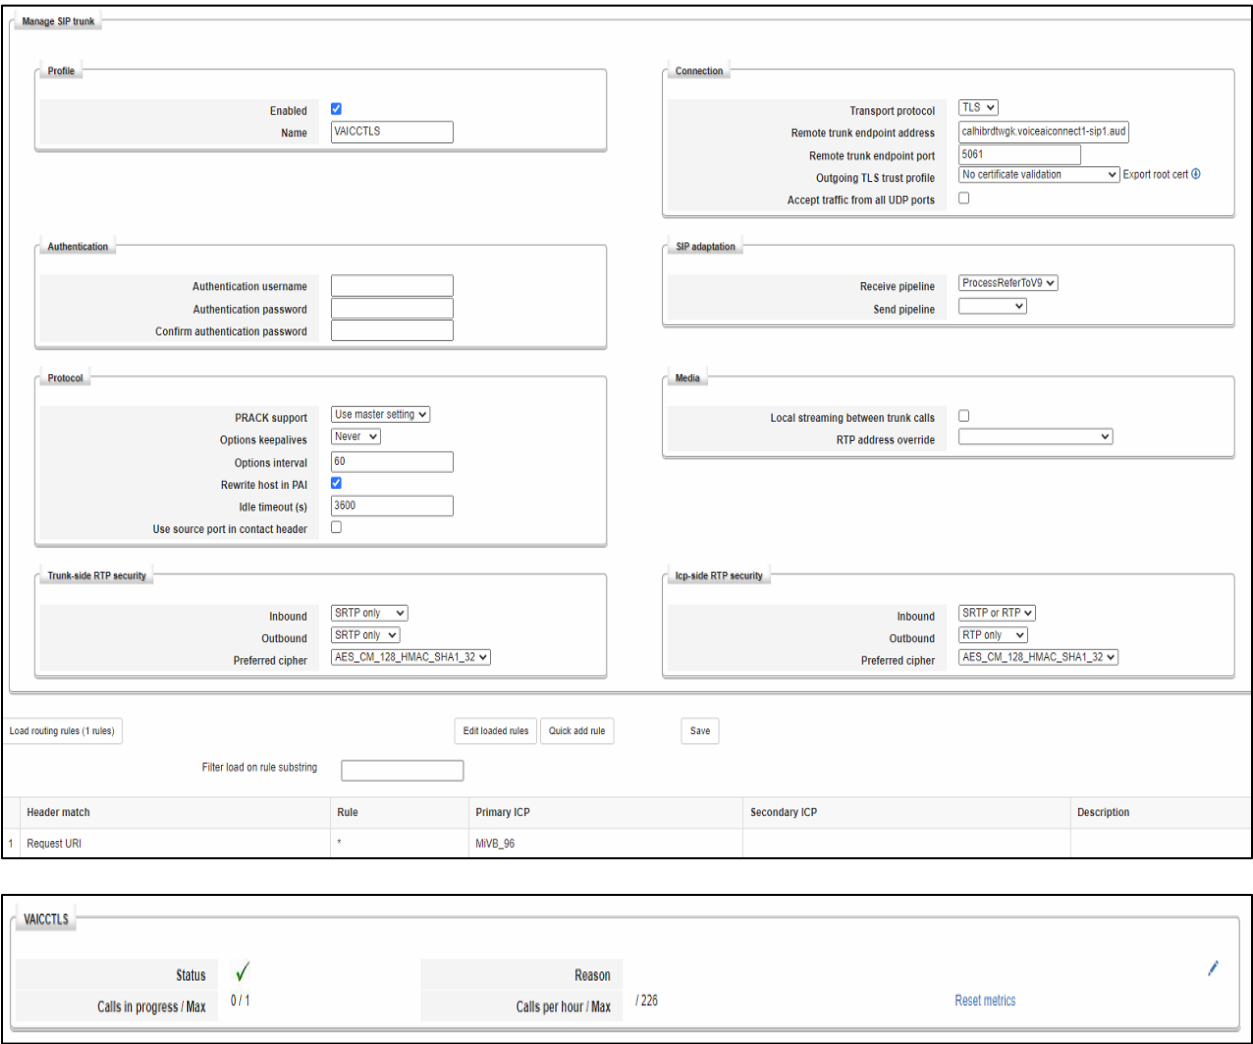 Manage SIP trunk
Profile
Enabled
Name VAICCTLS
Connection
Transport protocol TLS
Remote trunk endpoint address calhibrdtwgk.voiceaiconnect1-sip1.aud
Remote trunk endpoint port 5061
Outgoing TLS trust profile No certificate validation Export root cert
Accept traffic from all UDP ports
Authentication
Authentication username
Authentication password
Confirm authentication password
SIP adaptation
Receive pipeline ProcessReferToV9
Send pipeline
Protocol
PRACK support Use master setting
Options keepalives Never
Options interval 60
Rewrite host in PAI
Idle timeout (s) 3600
Use source port in contact header
Media
Local streaming between trunk calls
RTP address override
Trunk-side RTP security
Inbound SRTP only
Outbound SRTP only
Preferred cipher AES_CM_128_HMAC_SHA1_32
Icp-side RTP security
Inbound SRTP or RTP
Outbound RTP only
Preferred cipher AES_CM_128_HMAC_SHA1_32
Load routing rules (1 rules) Edit loaded rules Quick add rule Save
Filter load on rule substring
Header match Rule Primary ICP Secondary ICP Description
1 Request URI * MiVB_96
VAICCTLS
Status Reason
Calls in progress / Max 0 / 1 Calls per hour / Max / 226 Reset metrics